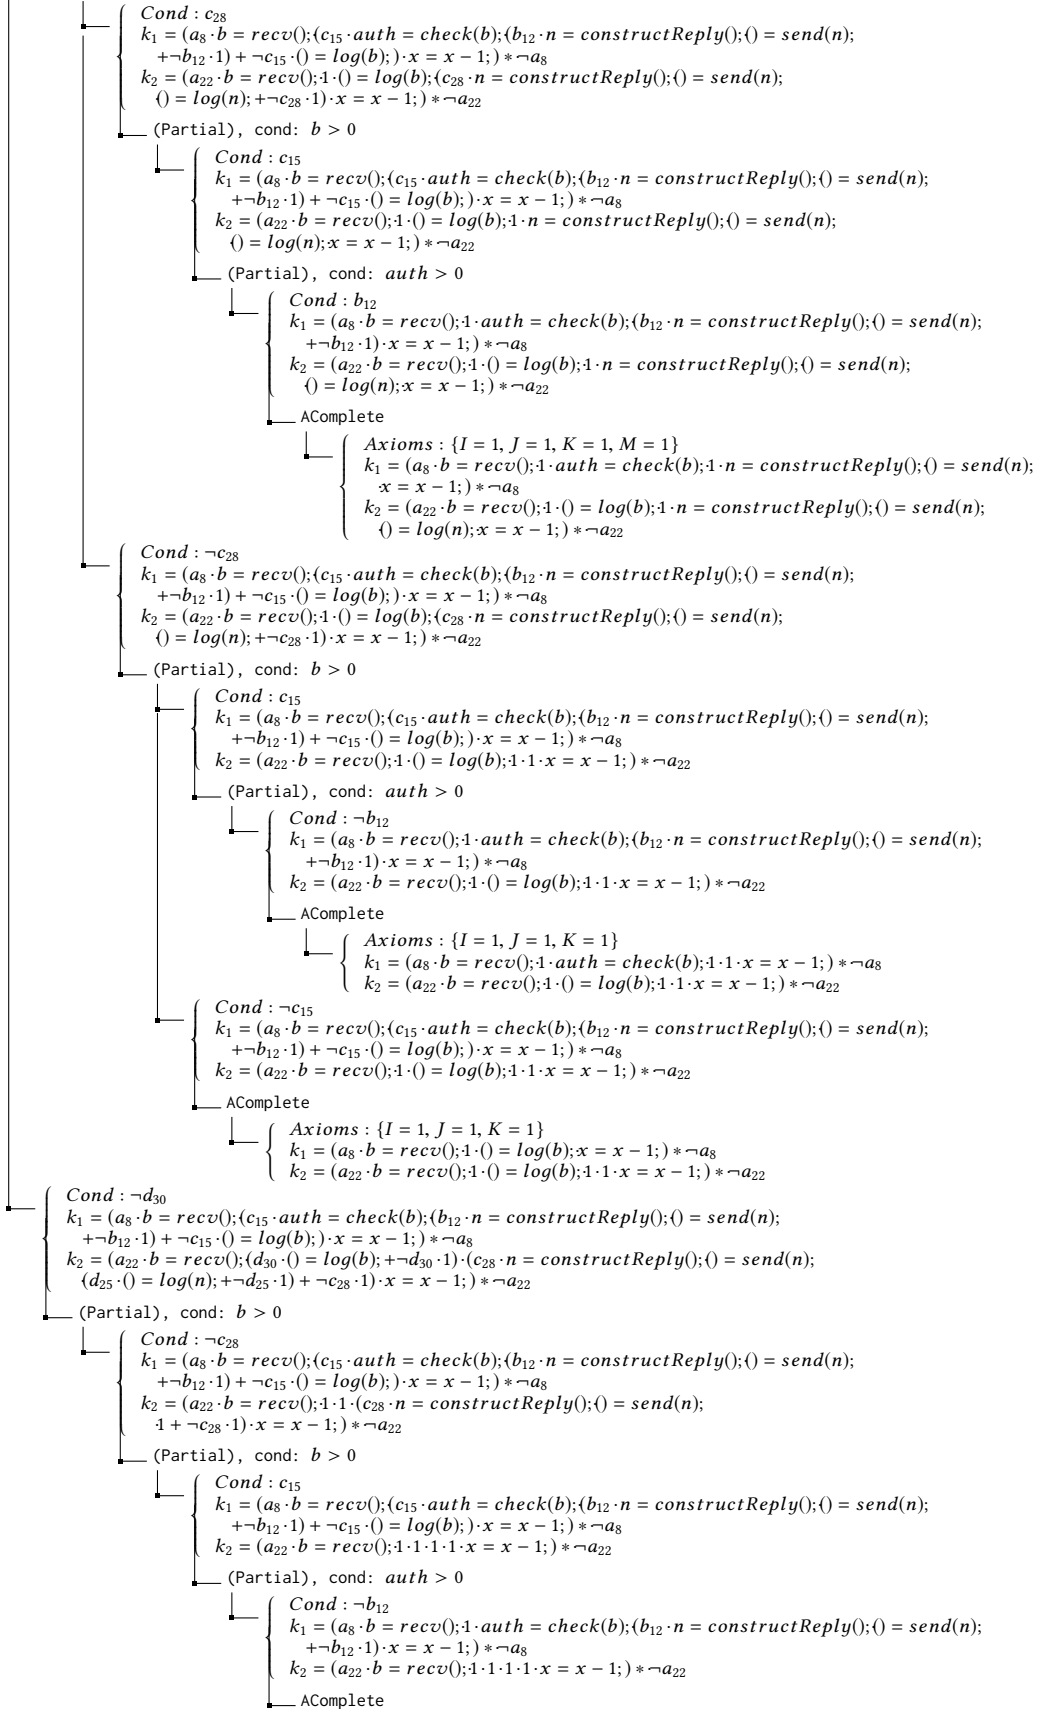 Cond : c₂₈
k₁ = (a₈·b = recv();(c₁₅·auth = check(b);(b₁₂·n = constructReply();() = send(n);
+¬b₁₂·1) + ¬c₁₅·() = log(b);)·x = x − 1;)∗¬a₈
k₂ = (a₂₂·b = recv();1·() = log(b);(c₂₈·n = constructReply();() = send(n);
() = log(n);+¬c₂₈·1)·x = x − 1;)∗¬a₂₂
(Partial), cond: b > 0
Cond : c₁₅
k₁ = (a₈·b = recv();(c₁₅·auth = check(b);(b₁₂·n = constructReply();() = send(n);
+¬b₁₂·1) + ¬c₁₅·() = log(b);)·x = x − 1;)∗¬a₈
k₂ = (a₂₂·b = recv();1·() = log(b);1·n = constructReply();() = send(n);
() = log(n);x = x − 1;)∗¬a₂₂
(Partial), cond: auth > 0
Cond : b₁₂
k₁ = (a₈·b = recv();1·auth = check(b);(b₁₂·n = constructReply();() = send(n);
+¬b₁₂·1)·x = x − 1;)∗¬a₈
k₂ = (a₂₂·b = recv();1·() = log(b);1·n = constructReply();() = send(n);
() = log(n);x = x − 1;)∗¬a₂₂
AComplete
Axioms : {I = 1, J = 1, K = 1, M = 1}
k₁ = (a₈·b = recv();1·auth = check(b);1·n = constructReply();() = send(n);
·x = x − 1;)∗¬a₈
k₂ = (a₂₂·b = recv();1·() = log(b);1·n = constructReply();() = send(n);
() = log(n);x = x − 1;)∗¬a₂₂
Cond : ¬c₂₈
k₁ = (a₈·b = recv();(c₁₅·auth = check(b);(b₁₂·n = constructReply();() = send(n);
+¬b₁₂·1) + ¬c₁₅·() = log(b);)·x = x − 1;)∗¬a₈
k₂ = (a₂₂·b = recv();1·() = log(b);(c₂₈·n = constructReply();() = send(n);
() = log(n);+¬c₂₈·1)·x = x − 1;)∗¬a₂₂
(Partial), cond: b > 0
Cond : c₁₅
k₁ = (a₈·b = recv();(c₁₅·auth = check(b);(b₁₂·n = constructReply();() = send(n);
+¬b₁₂·1) + ¬c₁₅·() = log(b);)·x = x − 1;)∗¬a₈
k₂ = (a₂₂·b = recv();1·() = log(b);1·1·x = x − 1;)∗¬a₂₂
(Partial), cond: auth > 0
Cond : ¬b₁₂
k₁ = (a₈·b = recv();1·auth = check(b);(b₁₂·n = constructReply();() = send(n);
+¬b₁₂·1)·x = x − 1;)∗¬a₈
k₂ = (a₂₂·b = recv();1·() = log(b);1·1·x = x − 1;)∗¬a₂₂
AComplete
Axioms : {I = 1, J = 1, K = 1}
k₁ = (a₈·b = recv();1·auth = check(b);1·1·x = x − 1;)∗¬a₈
k₂ = (a₂₂·b = recv();1·() = log(b);1·1·x = x − 1;)∗¬a₂₂
Cond : ¬c₁₅
k₁ = (a₈·b = recv();(c₁₅·auth = check(b);(b₁₂·n = constructReply();() = send(n);
+¬b₁₂·1) + ¬c₁₅·() = log(b);)·x = x − 1;)∗¬a₈
k₂ = (a₂₂·b = recv();1·() = log(b);1·1·x = x − 1;)∗¬a₂₂
AComplete
Axioms : {I = 1, J = 1, K = 1}
k₁ = (a₈·b = recv();1·() = log(b);x = x − 1;)∗¬a₈
k₂ = (a₂₂·b = recv();1·() = log(b);1·1·x = x − 1;)∗¬a₂₂
Cond : ¬d₃₀
k₁ = (a₈·b = recv();(c₁₅·auth = check(b);(b₁₂·n = constructReply();() = send(n);
+¬b₁₂·1) + ¬c₁₅·() = log(b);)·x = x − 1;)∗¬a₈
k₂ = (a₂₂·b = recv();(d₃₀·() = log(b);+¬d₃₀·1)·(c₂₈·n = constructReply();() = send(n);
(d₂₅·() = log(n);+¬d₂₅·1) + ¬c₂₈·1)·x = x − 1;)∗¬a₂₂
(Partial), cond: b > 0
Cond : ¬c₂₈
k₁ = (a₈·b = recv();(c₁₅·auth = check(b);(b₁₂·n = constructReply();() = send(n);
+¬b₁₂·1) + ¬c₁₅·() = log(b);)·x = x − 1;)∗¬a₈
k₂ = (a₂₂·b = recv();1·1·(c₂₈·n = constructReply();() = send(n);
·1 + ¬c₂₈·1)·x = x − 1;)∗¬a₂₂
(Partial), cond: b > 0
Cond : c₁₅
k₁ = (a₈·b = recv();(c₁₅·auth = check(b);(b₁₂·n = constructReply();() = send(n);
+¬b₁₂·1) + ¬c₁₅·() = log(b);)·x = x − 1;)∗¬a₈
k₂ = (a₂₂·b = recv();1·1·1·1·x = x − 1;)∗¬a₂₂
(Partial), cond: auth > 0
Cond : ¬b₁₂
k₁ = (a₈·b = recv();1·auth = check(b);(b₁₂·n = constructReply();() = send(n);
+¬b₁₂·1)·x = x − 1;)∗¬a₈
k₂ = (a₂₂·b = recv();1·1·1·1·x = x − 1;)∗¬a₂₂
AComplete